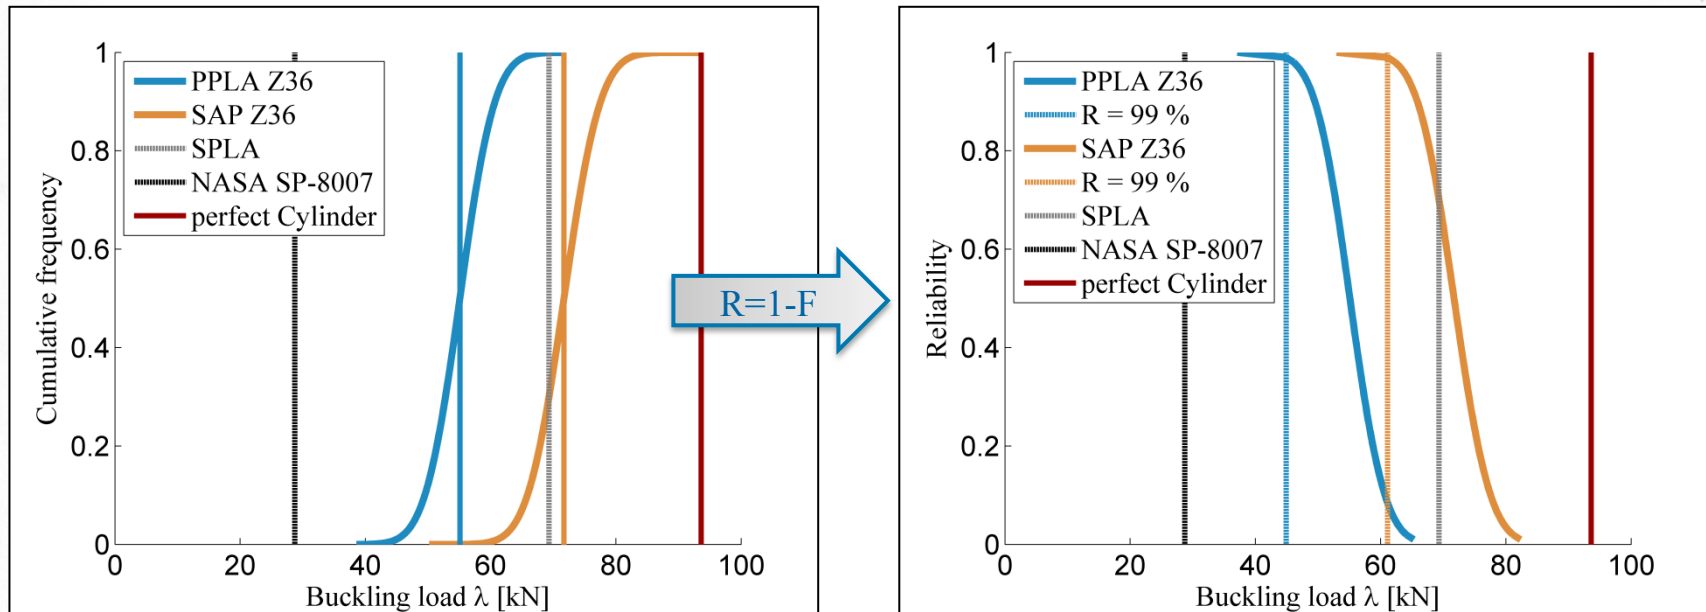 1
0.8
0.6
0.4
0.2
0
Cumulative frequency
PPLA Z36
SAP Z36
SPLA
NASA SP-8007
perfect Cylinder
0
20
40
60
80
100
Buckling load λ [kN]
R=1-F
1
0.8
0.6
0.4
0.2
0
Reliability
PPLA Z36
R = 99 %
SAP Z36
R = 99 %
SPLA
NASA SP-8007
perfect Cylinder
0
20
40
60
80
100
Buckling load λ [kN]